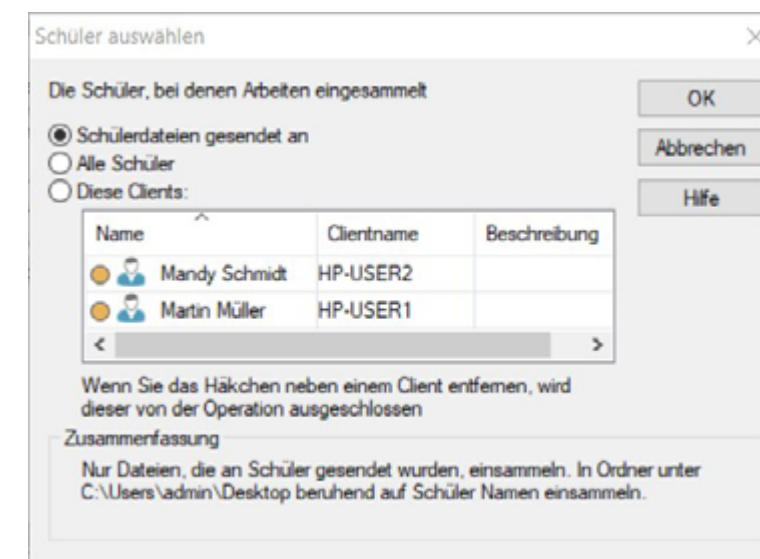 Schüler auswählen
Die Schüler, bei denen Arbeiten eingesammelt
OK
Schülerdateien gesendet an
Abbrechen
Alle Schüler
Diese Clients:
Hilfe
Name Clientname Beschreibung
Mandy Schmidt HP-USER2
Martin Müller HP-USER1
Wenn Sie das Häkchen neben einem Client entfernen, wird
dieser von der Operation ausgeschlossen
Zusammenfassung
Nur Dateien, die an Schüler gesendet wurden, einsammeln. In Ordner unter
C:\Users\admin\Desktop beruhend auf Schüler Namen einsammeln.